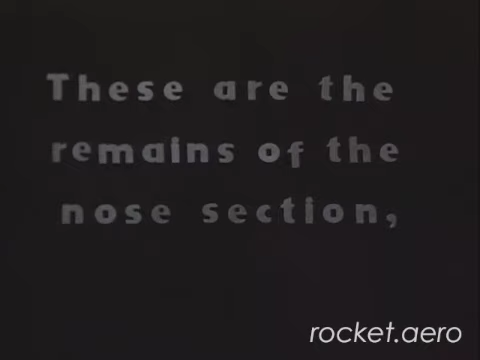 These are the
remains of the
nose section,
rocket.aero